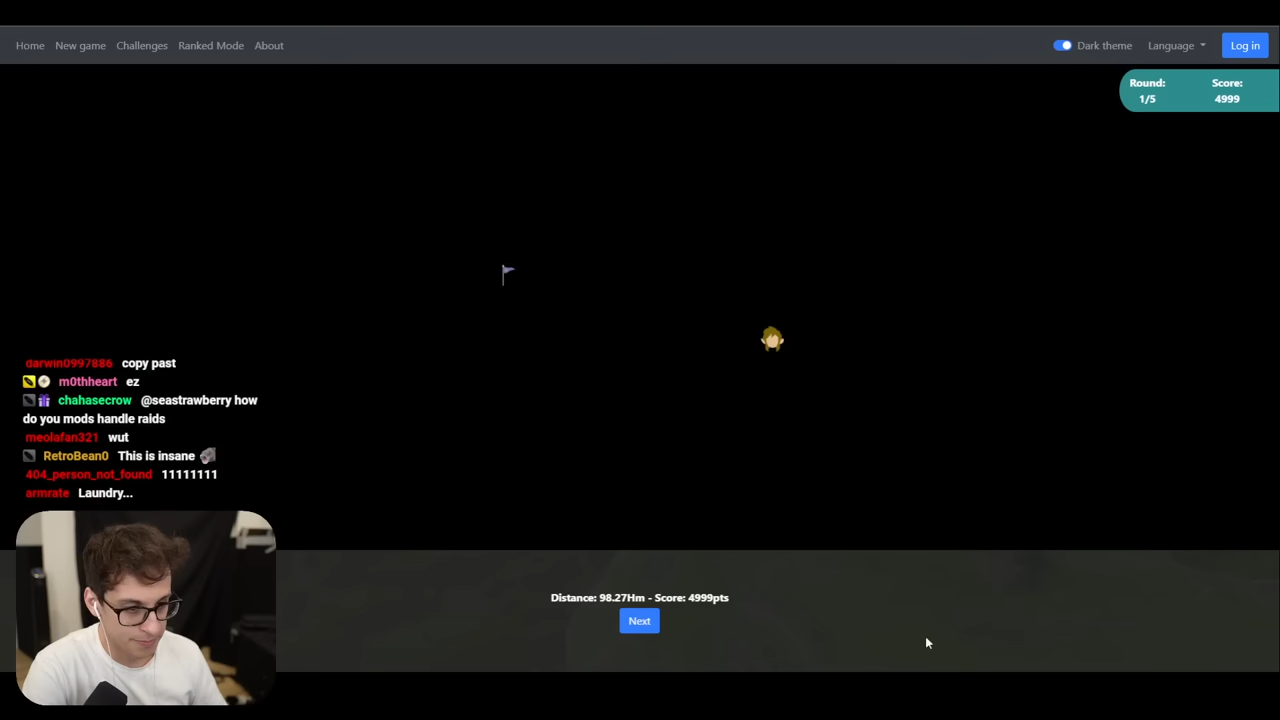 Home New game Challenges Ranked Mode About Dark theme Language Log in
Round: Score:
1/5 4999
darwin0997886 copy past
m0thheart ez
chahasecrow @seastrawberry how
do you mods handle raids
meolafan321 wut
RetroBean0 This is insane
404_person_not_found 11111111
armrate Laundry...
Distance: 98.27Hm - Score: 4999pts
Next